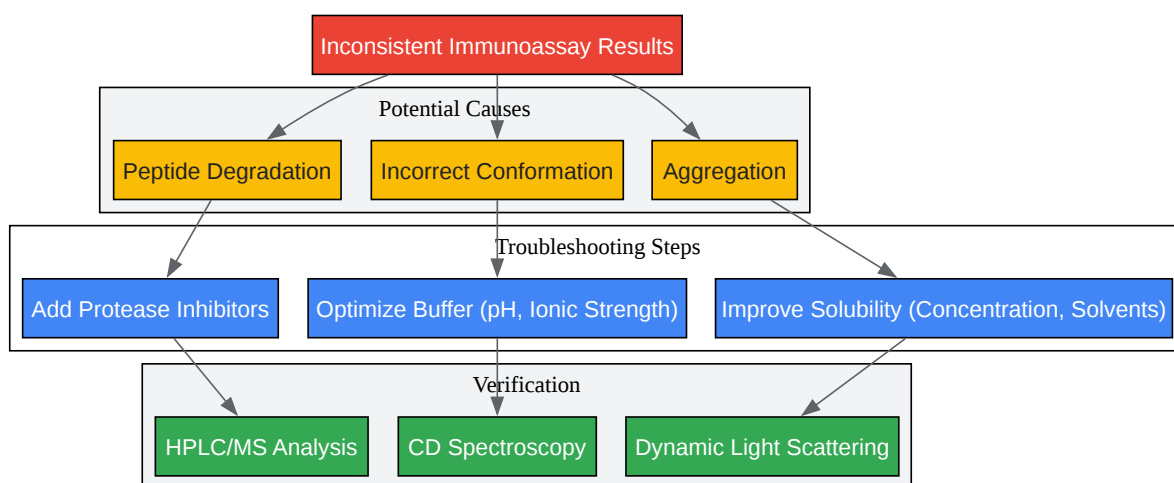 Inconsistent Immunoassay Results
Potential Causes
Peptide Degradation
Incorrect Conformation
Aggregation
Troubleshooting Steps
Add Protease Inhibitors
Optimize Buffer (pH, Ionic Strength)
Improve Solubility (Concentration, Solvents)
Verification
HPLC/MS Analysis
CD Spectroscopy
Dynamic Light Scattering